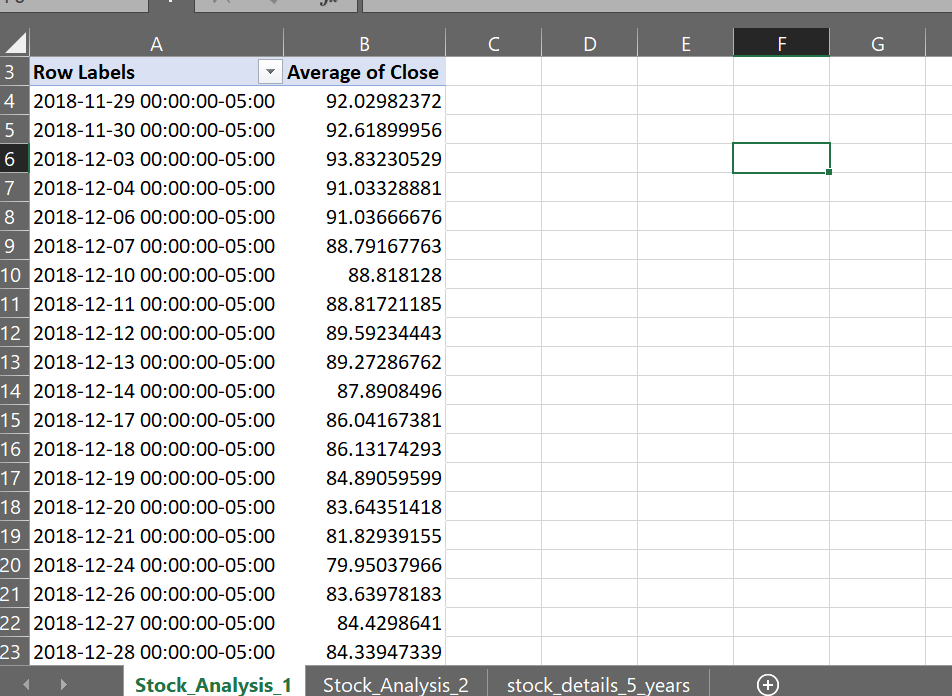 A B C D E F G
3 Row Labels Average of Close
4 2018-11-29 00:00:00-05:00 92.02982372
5 2018-11-30 00:00:00-05:00 92.61899956
6 2018-12-03 00:00:00-05:00 93.83230529
7 2018-12-04 00:00:00-05:00 91.03328881
8 2018-12-06 00:00:00-05:00 91.03666676
9 2018-12-07 00:00:00-05:00 88.79167763
10 2018-12-10 00:00:00-05:00 88.818128
11 2018-12-11 00:00:00-05:00 88.81721185
12 2018-12-12 00:00:00-05:00 89.59234443
13 2018-12-13 00:00:00-05:00 89.27286762
14 2018-12-14 00:00:00-05:00 87.8908496
15 2018-12-17 00:00:00-05:00 86.04167381
16 2018-12-18 00:00:00-05:00 86.13174293
17 2018-12-19 00:00:00-05:00 84.89059599
18 2018-12-20 00:00:00-05:00 83.64351418
19 2018-12-21 00:00:00-05:00 81.82939155
20 2018-12-24 00:00:00-05:00 79.95037966
21 2018-12-26 00:00:00-05:00 83.63978183
22 2018-12-27 00:00:00-05:00 84.4298641
23 2018-12-28 00:00:00-05:00 84.33947339
Stock_Analysis_1 Stock_Analysis_2 stock_details_5_years